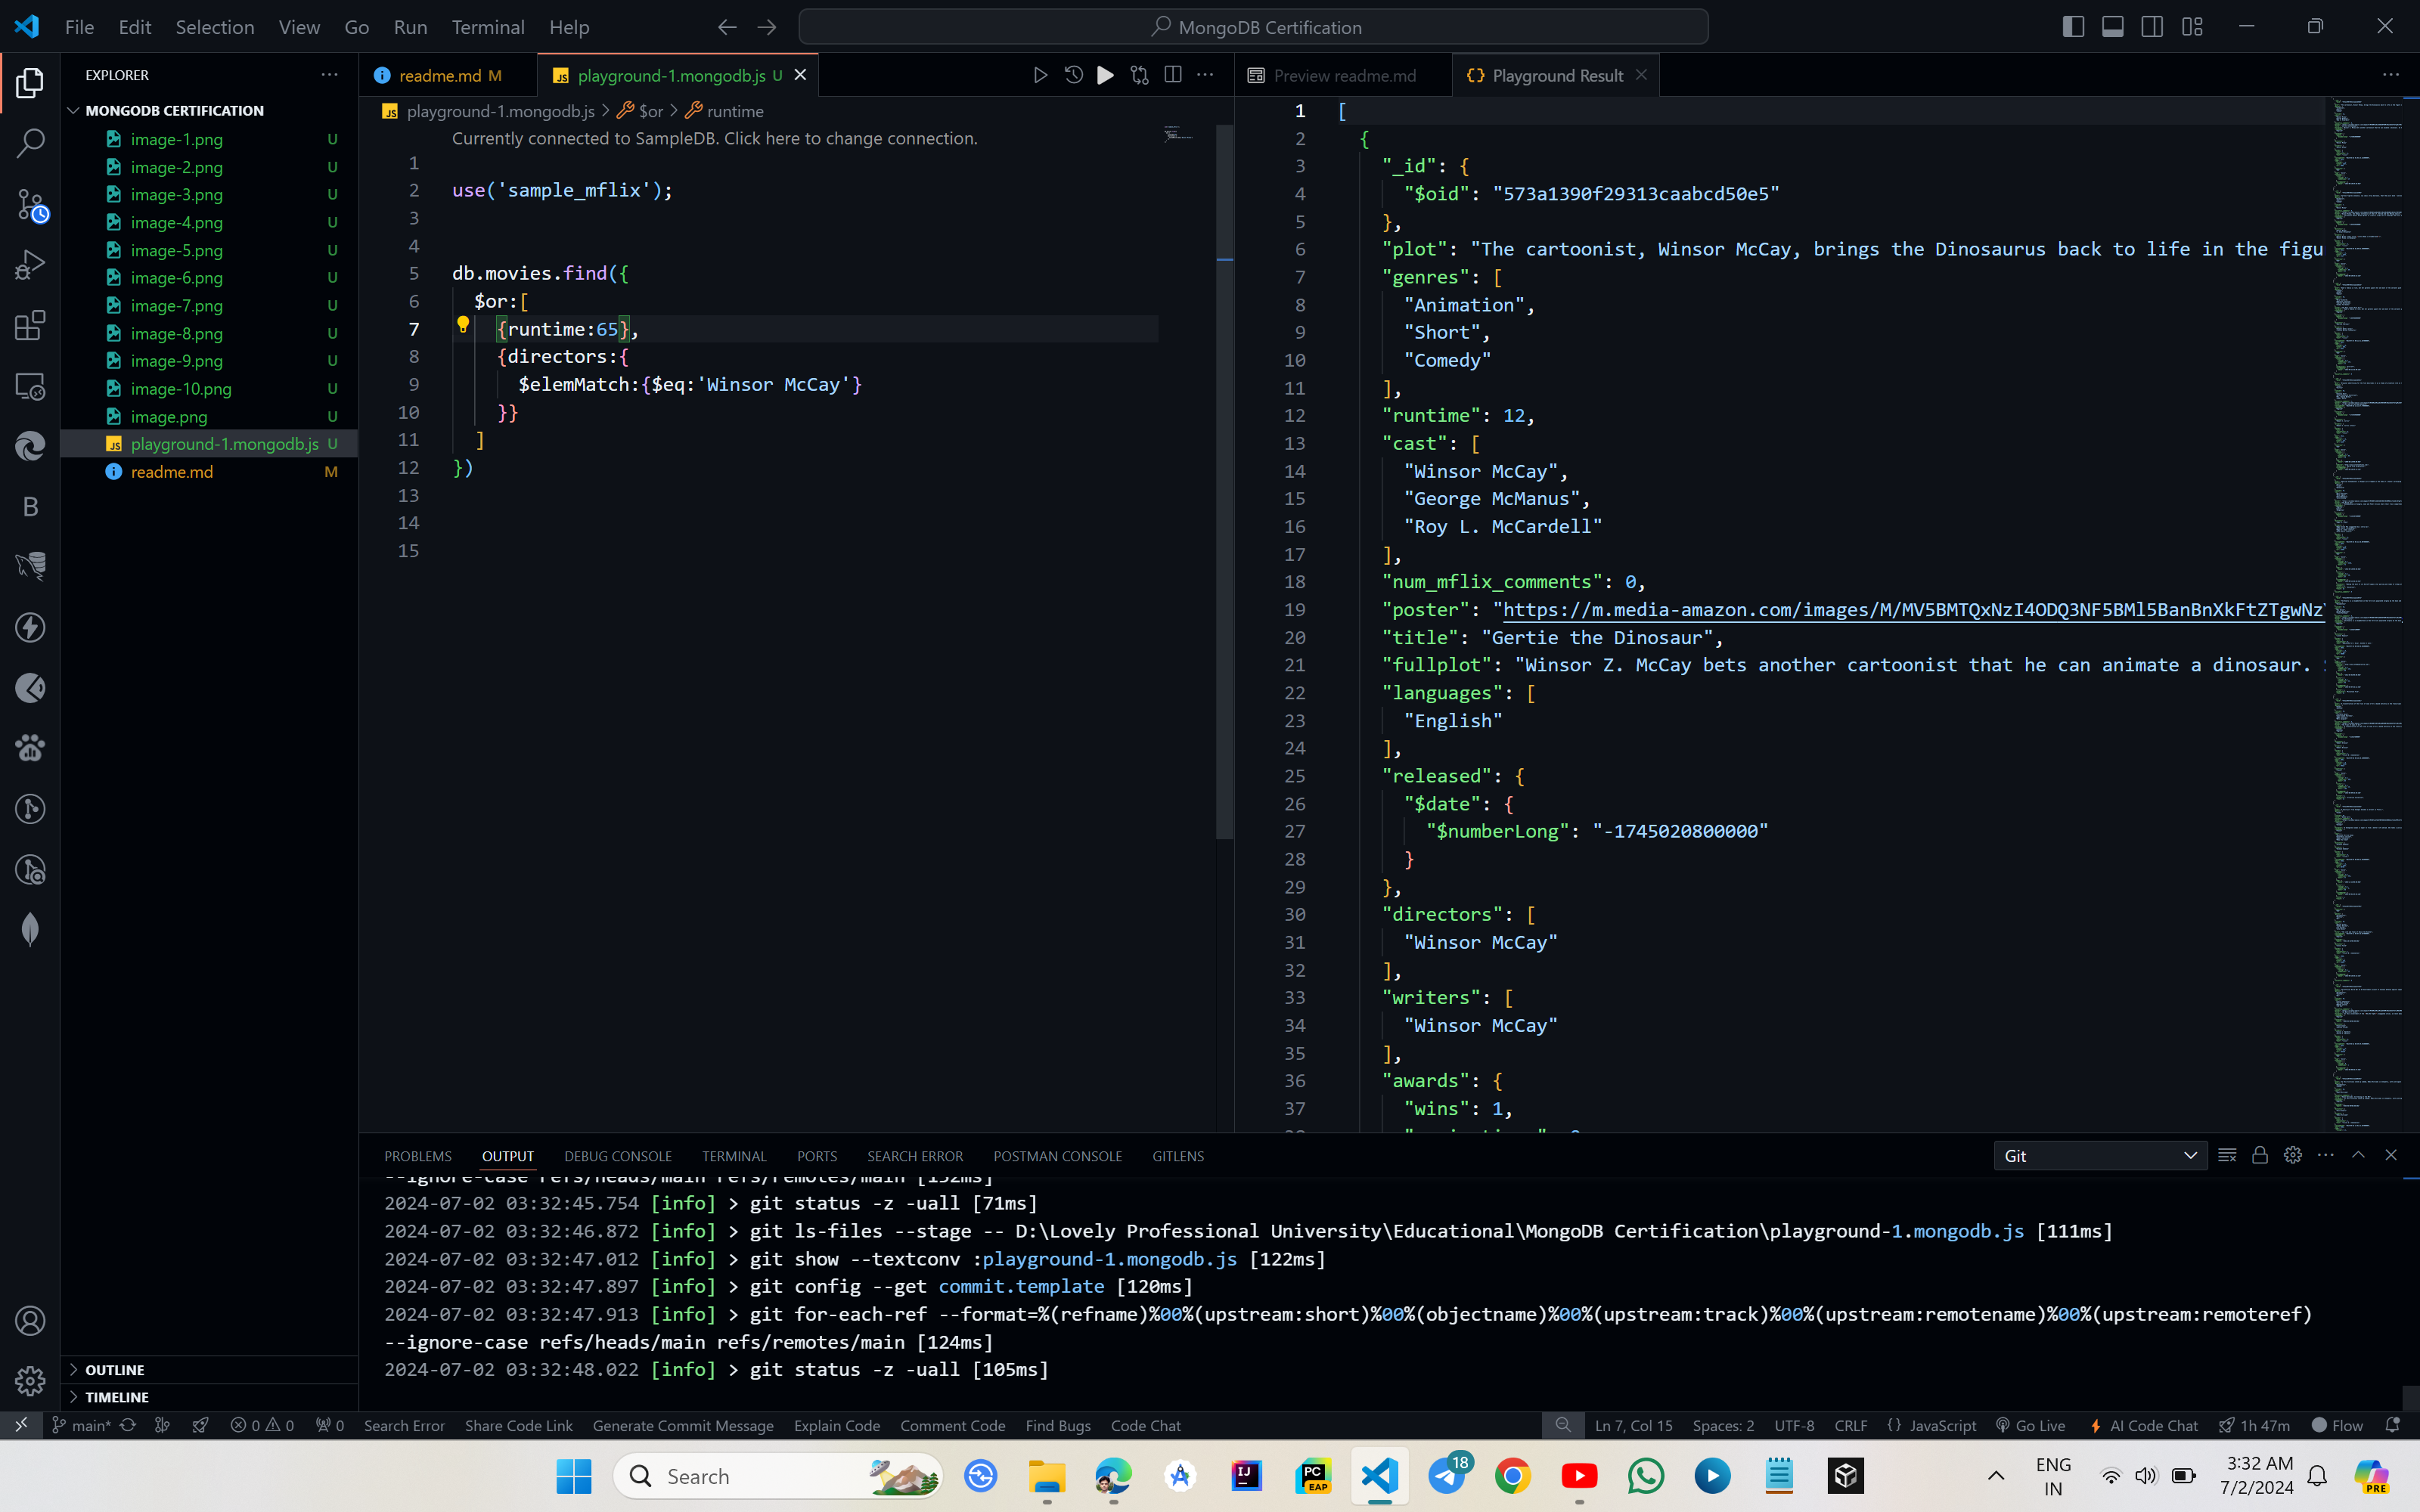 File Edit Selection View Go Run Terminal Help
MongoDB Certification
EXPLORER
MONGODB CERTIFICATION
image-1.png U
image-2.png U
image-3.png U
image-4.png U
image-5.png U
image-6.png U
image-7.png U
image-8.png U
image-9.png U
image-10.png U
image.png U
playground-1.mongodb.js U
readme.md M
OUTLINE
TIMELINE
readme.md M
playground-1.mongodb.js U
playground-1.mongodb.js > $or > runtime
Currently connected to SampleDB. Click here to change connection.
1
2 use('sample_mflix');
3
4
5 db.movies.find({
6 $or:[
7 {runtime:65},
8 {directors:{
9 $elemMatch:{$eq:'Winsor McCay'}
10 }}
11 ]
12 })
13
14
15
Preview readme.md
{} Playground Result
1 [
2 {
3 "_id": {
4 "$oid": "573a1390f29313caabcd50e5"
5 },
6 "plot": "The cartoonist, Winsor McCay, brings the Dinosaurus back to life in the figu
7 "genres": [
8 "Animation",
9 "Short",
10 "Comedy"
11 ],
12 "runtime": 12,
13 "cast": [
14 "Winsor McCay",
15 "George McManus",
16 "Roy L. McCardell"
17 ],
18 "num_mflix_comments": 0,
19 "poster": "https://m.media-amazon.com/images/M/MV5BMTQxNzI4ODQ3NF5BMl5BanBnXkFtZTgwNz
20 "title": "Gertie the Dinosaur",
21 "fullplot": "Winsor Z. McCay bets another cartoonist that he can animate a dinosaur.
22 "languages": [
23 "English"
24 ],
25 "released": {
26 "$date": {
27 "$numberLong": "-1745020800000"
28 }
29 },
30 "directors": [
31 "Winsor McCay"
32 ],
33 "writers": [
34 "Winsor McCay"
35 ],
36 "awards": {
37 "wins": 1,
PROBLEMS OUTPUT DEBUG CONSOLE TERMINAL PORTS SEARCH ERROR POSTMAN CONSOLE GITLENS
Git
--ignore-case refs/heads/main refs/remotes/main [132ms]
2024-07-02 03:32:45.754 [info] > git status -z -uall [71ms]
2024-07-02 03:32:46.872 [info] > git ls-files --stage -- D:\Lovely Professional University\Educational\MongoDB Certification\playground-1.mongodb.js [111ms]
2024-07-02 03:32:47.012 [info] > git show --textconv :playground-1.mongodb.js [122ms]
2024-07-02 03:32:47.897 [info] > git config --get commit.template [120ms]
2024-07-02 03:32:47.913 [info] > git for-each-ref --format=%(refname)%00%(upstream:short)%00%(objectname)%00%(upstream:track)%00%(upstream:remotename)%00%(upstream:remoteref)
--ignore-case refs/heads/main refs/remotes/main [124ms]
2024-07-02 03:32:48.022 [info] > git status -z -uall [105ms]
main* 0 0 0 Search Error Share Code Link Generate Commit Message Explain Code Comment Code Find Bugs Code Chat
Ln 7, Col 15 Spaces: 2 UTF-8 CRLF {} JavaScript Go Live AI Code Chat 1h 47m Flow
Search
18
ENG
IN
3:32 AM
7/2/2024